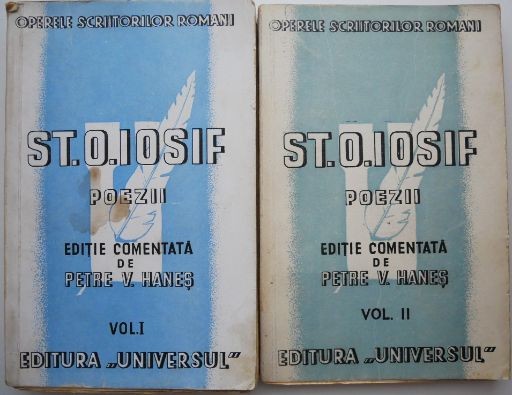 OPERELE SCRIITORILOR ROMANI
ST. O. IOSIF
POEZII
EDIȚIE COMENTATĂ
DE
PETRE V. HANEȘ
VOL. I
EDITURA „UNIVERSUL"
OPERELE SCRIITORILOR ROMANI
ST. O. IOSIF
POEZII
EDIȚIE COMENTATĂ
DE
PETRE V. HANEȘ
VOL. II
EDITURA „UNIVERSUL"